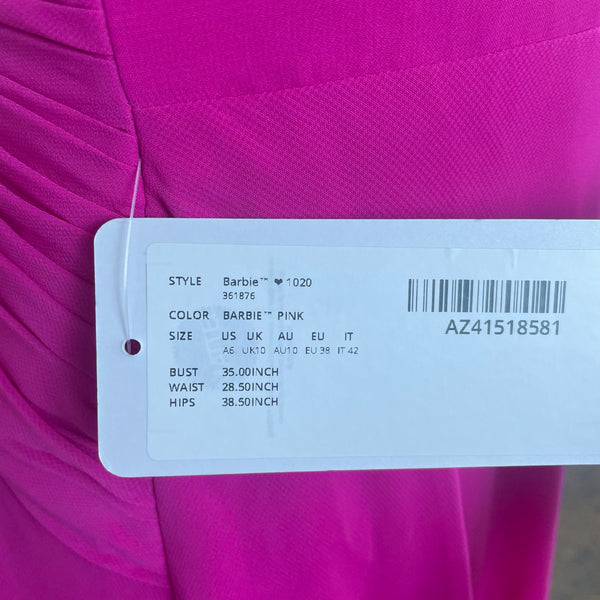 STYLE Barbie™ ❤ 1020
361876
COLOR BARBIE™ PINK
SIZE US UK AU EU IT
A6 UK10 AU10 EU 38 IT 42
BUST 35.00INCH
WAIST 28.50INCH
HIPS 38.50INCH
AZ41518581